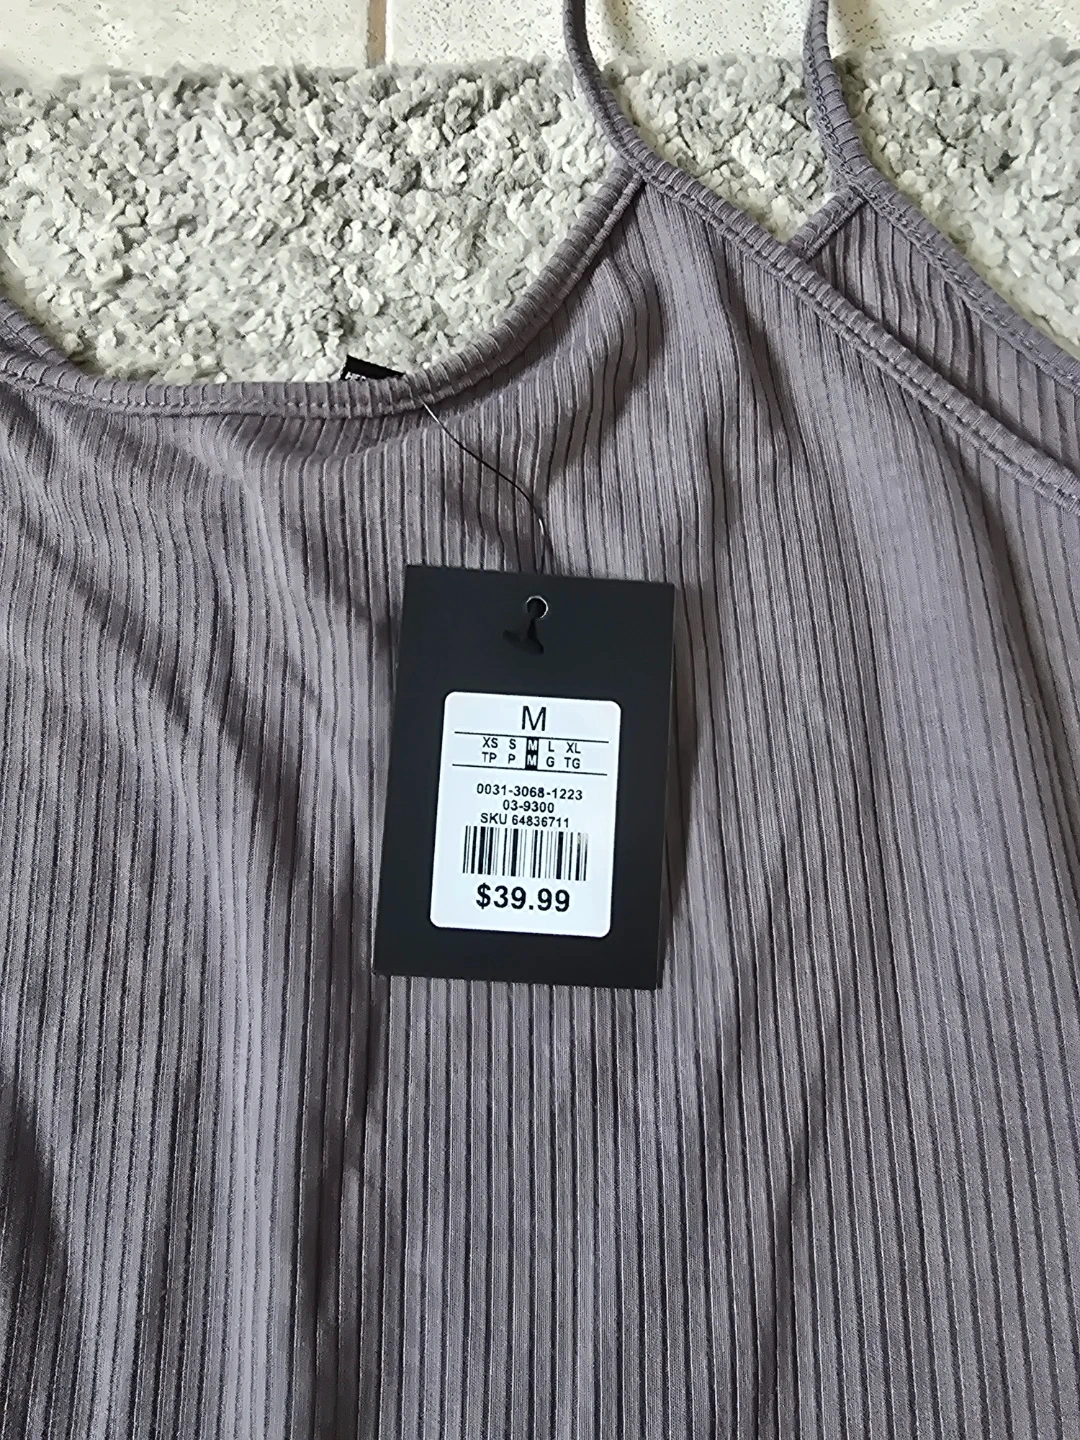 M
XS S M L XL
TP P M G TG
0031-3068-1223
03-9300
SKU 64836711
$39.99